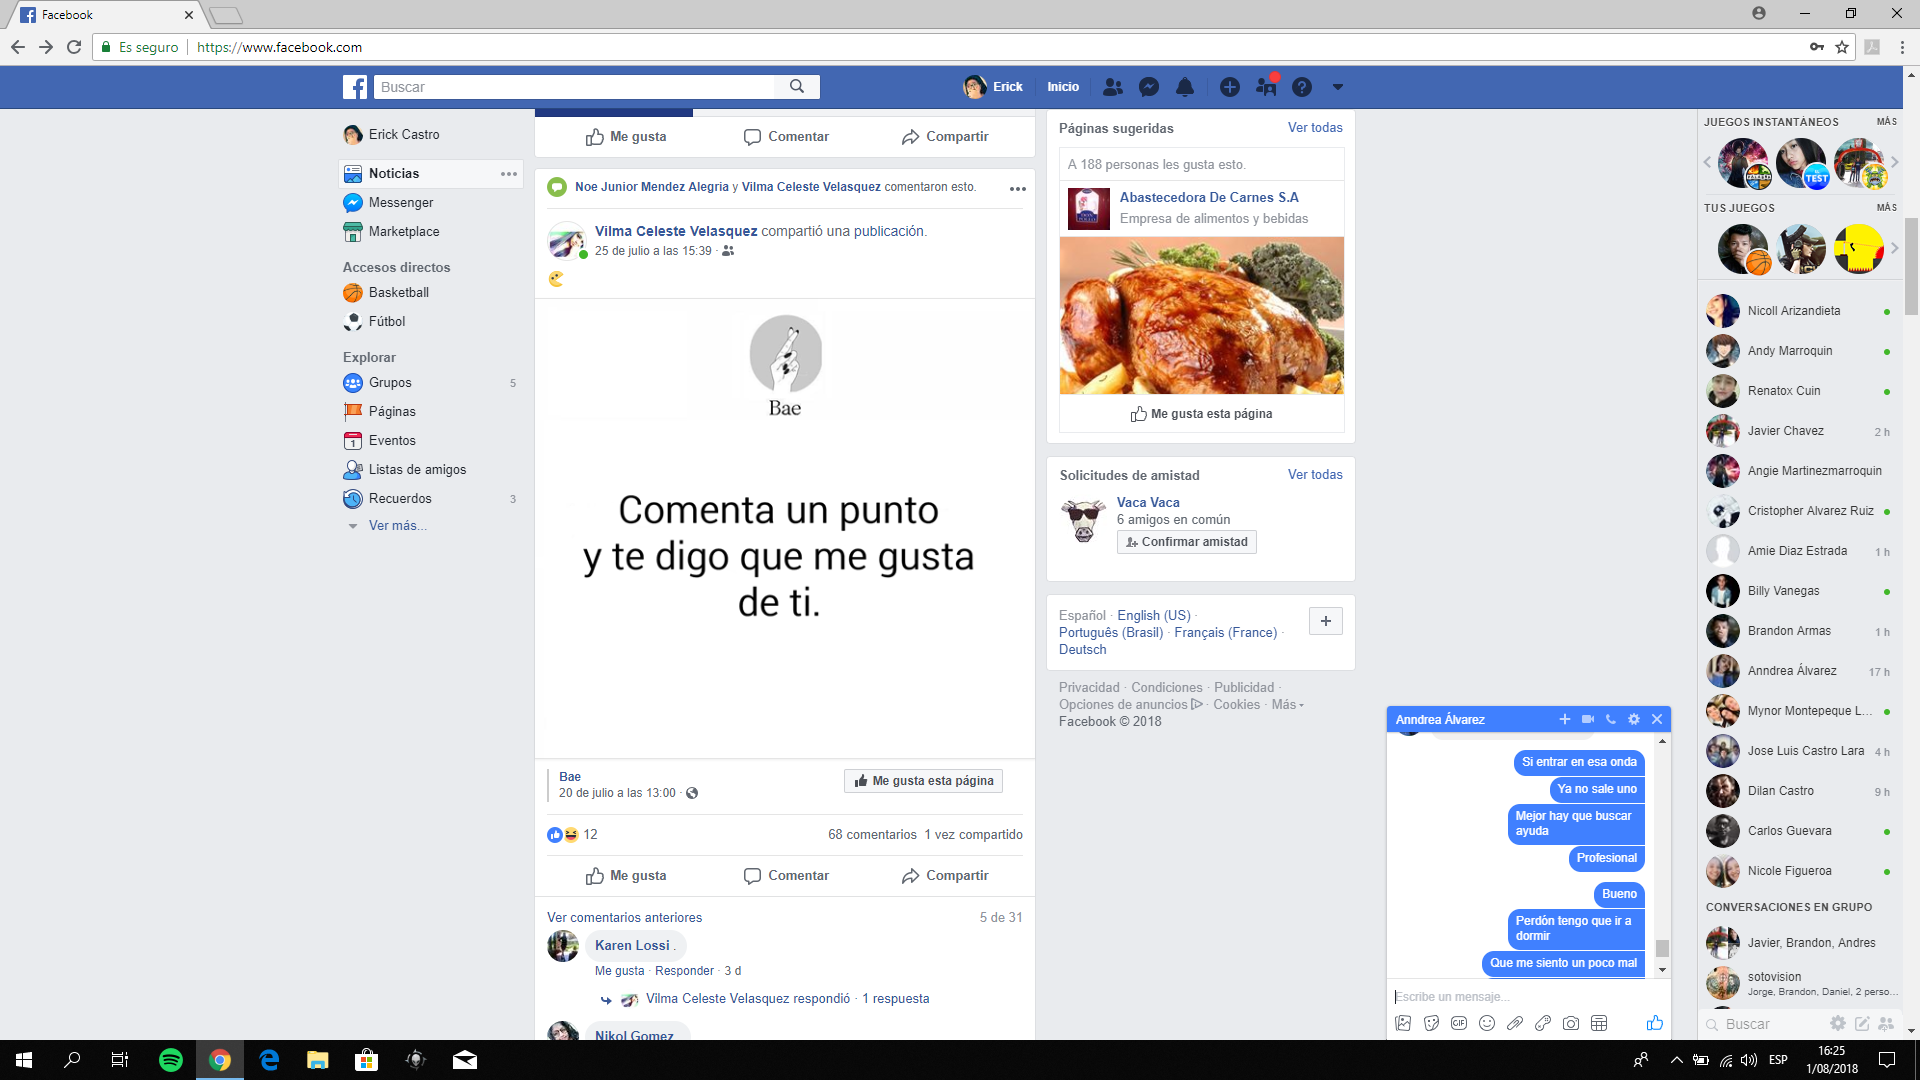 Facebook
Es seguro
https://www.facebook.com
Buscar
Erick
Inicio
Erick Castro
Noticias
Messenger
Marketplace
Accesos directos
Basketball
Fútbol
Explorar
Grupos 5
Páginas
Eventos
Listas de amigos
Recuerdos 3
Ver más...
Me gusta Comentar Compartir
Noe Junior Mendez Alegria y Vilma Celeste Velasquez comentaron esto.
Vilma Celeste Velasquez compartió una publicación.
25 de julio a las 15:39 ·
Bae
Comenta un punto
y te digo que me gusta
de ti.
Bae
20 de julio a las 13:00 ·
Me gusta esta página
12
68 comentarios 1 vez compartido
Me gusta Comentar Compartir
Ver comentarios anteriores 5 de 31
Karen Lossi .
Me gusta · Responder · 3 d
Vilma Celeste Velasquez respondió · 1 respuesta
Nikol Gomez
Páginas sugeridas Ver todas
A 188 personas les gusta esto.
Abastecedora De Carnes S.A
Empresa de alimentos y bebidas
Me gusta esta página
Solicitudes de amistad Ver todas
Vaca Vaca
6 amigos en común
Confirmar amistad
Español · English (US) ·
Português (Brasil) · Français (France) ·
Deutsch
Privacidad · Condiciones · Publicidad ·
Opciones de anuncios · Cookies · Más
Facebook © 2018
Anndrea Álvarez
Si entrar en esa onda
Ya no sale uno
Mejor hay que buscar
ayuda
Profesional
Bueno
Perdón tengo que ir a
dormir
Que me siento un poco mal
Escribe un mensaje...
GIF
JUEGOS INSTANTÁNEOS MÁS
TEST
TUS JUEGOS MÁS
Nicoll Arizandieta
Andy Marroquin
Renatox Cuin
Javier Chavez 2 h
Angie Martinezmarroquin
Cristopher Alvarez Ruiz
Amie Diaz Estrada 1 h
Billy Vanegas
Brandon Armas 1 h
Anndrea Álvarez 17 h
Mynor Montepeque L...
Jose Luis Castro Lara 4 h
Dilan Castro 9 h
Carlos Guevara
Nicole Figueroa
CONVERSACIONES EN GRUPO
Javier, Brandon, Andres
sotovision
Jorge, Brandon, Daniel, 2 perso...
Buscar
ESP
16:25
1/08/2018